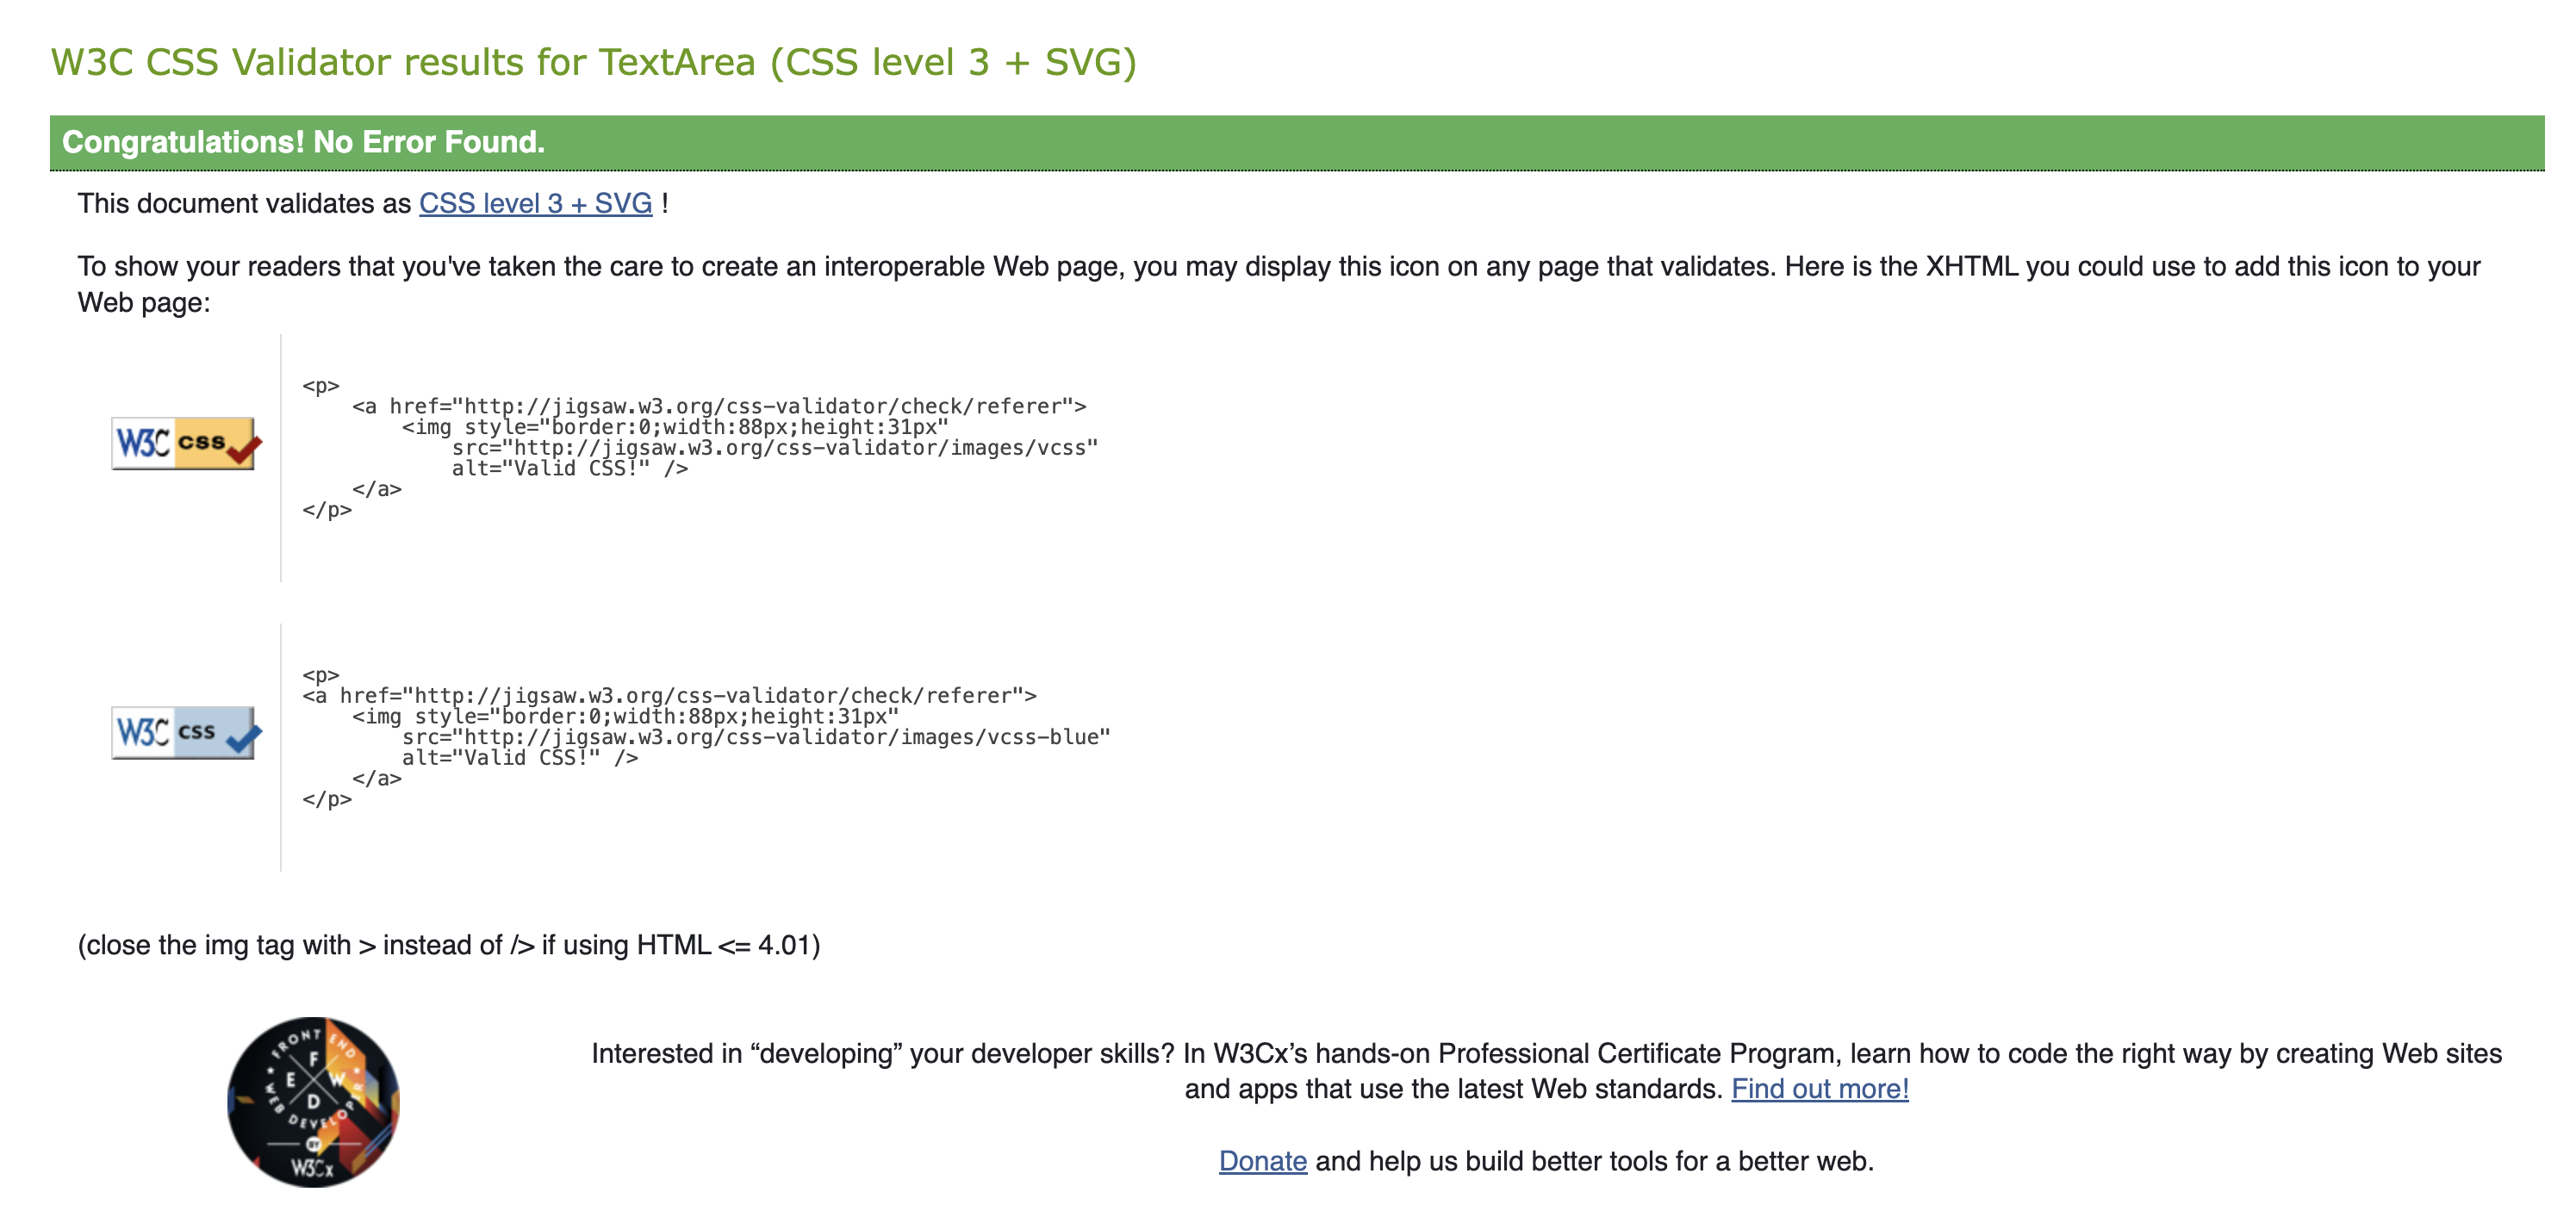 W3C CSS Validator results for TextArea (CSS level 3 + SVG)
Congratulations! No Error Found.
This document validates as CSS level 3 + SVG !
To show your readers that you've taken the care to create an interoperable Web page, you may display this icon on any page that validates. Here is the XHTML you could use to add this icon to your
Web page:
W3C css
<p>
    <a href="http://jigsaw.w3.org/css-validator/check/referer">
        <img style="border:0;width:88px;height:31px"
            src="http://jigsaw.w3.org/css-validator/images/vcss"
            alt="Valid CSS!" />
    </a>
</p>
W3C css
<p>
<a href="http://jigsaw.w3.org/css-validator/check/referer">
    <img style="border:0;width:88px;height:31px"
        src="http://jigsaw.w3.org/css-validator/images/vcss-blue"
        alt="Valid CSS!" />
    </a>
</p>
(close the img tag with > instead of /> if using HTML <= 4.01)
FRONT END
WEB DEVELOPER
F
E W
D
BY
W3Cx
Interested in “developing” your developer skills? In W3Cx’s hands-on Professional Certificate Program, learn how to code the right way by creating Web sites
and apps that use the latest Web standards. Find out more!
Donate and help us build better tools for a better web.